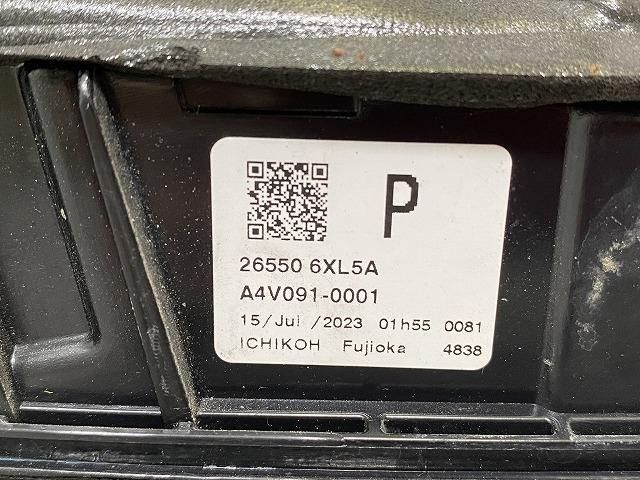 P
26550 6XL5A
A4V091-0001
15/Jul /2023 01h55 0081
ICHIKOH Fujioka 4838